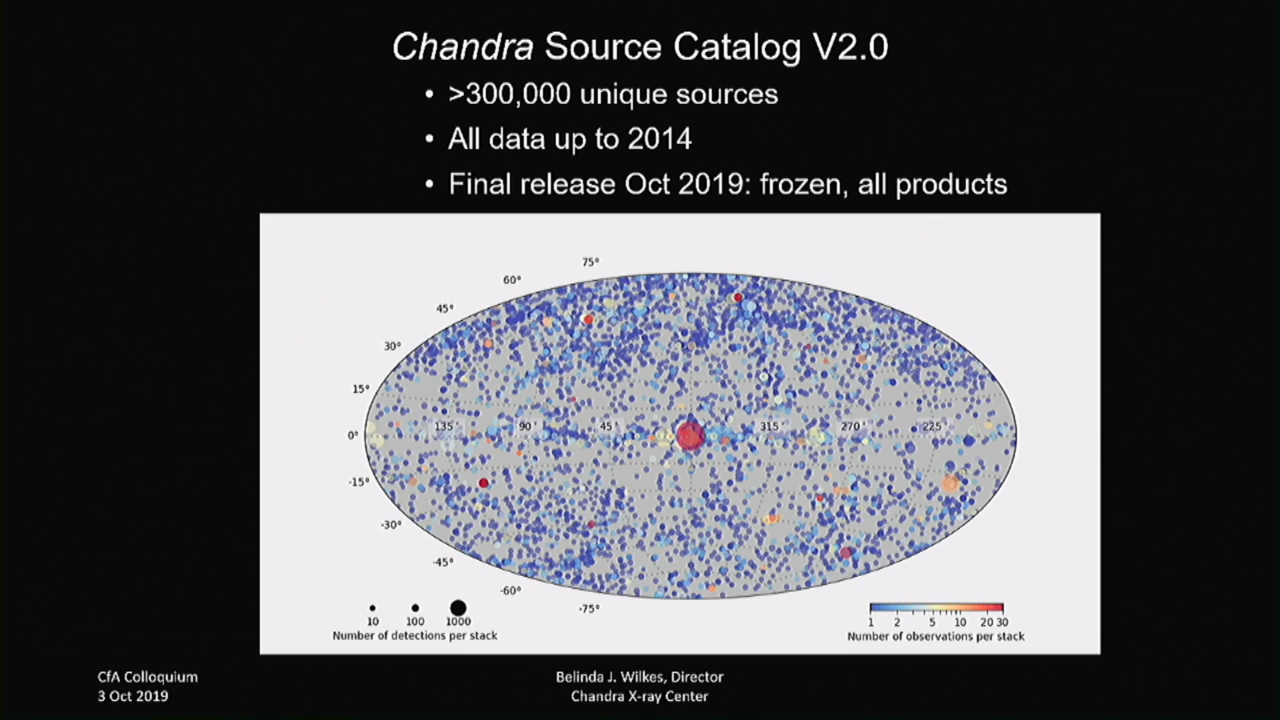 Chandra Source Catalog V2.0
• >300,000 unique sources
• All data up to 2014
• Final release Oct 2019: frozen, all products
75°
60°
45°
30°
15°
0°
-15°
-30°
-45°
-60°
-75°
135 90 45 315 270 225
10 100 1000
Number of detections per stack
1 2 5 10 20 30
Number of observations per stack
CfA Colloquium
3 Oct 2019
Belinda J. Wilkes, Director
Chandra X-ray Center